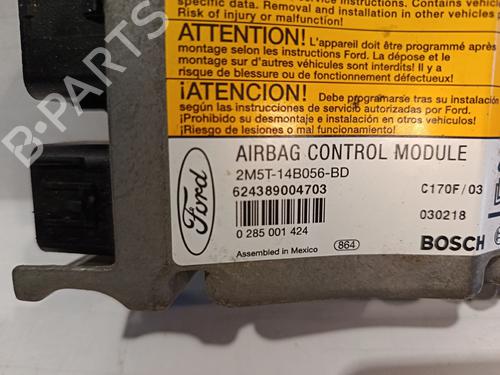 specif data. Removal and installation in other vehicles
Risk of injury or malfunction!
ATTENTION! L'appareil doit être programmé après
montage selon les instructions Ford. La dépose et le
montage sur d'autres véhicules sont interdits! Il y a
risque de blessure ou de fonctionnement défectueux!
¡ATENCION! Debe programarse tras su instalación
según las instrucciones de servicio autorizadas por Ford.
¡Prohibido su desmontaje e instalación en otros vehículos!
¡Riesgo de lesiones o mal funcionamiento!
AIRBAG CONTROL MODULE
2M5T-14B056-BD
624389004703
C170F/03
0 285 001 424
030218
Ford
Assembled in Mexico
864
BOSCH
B-PARTS